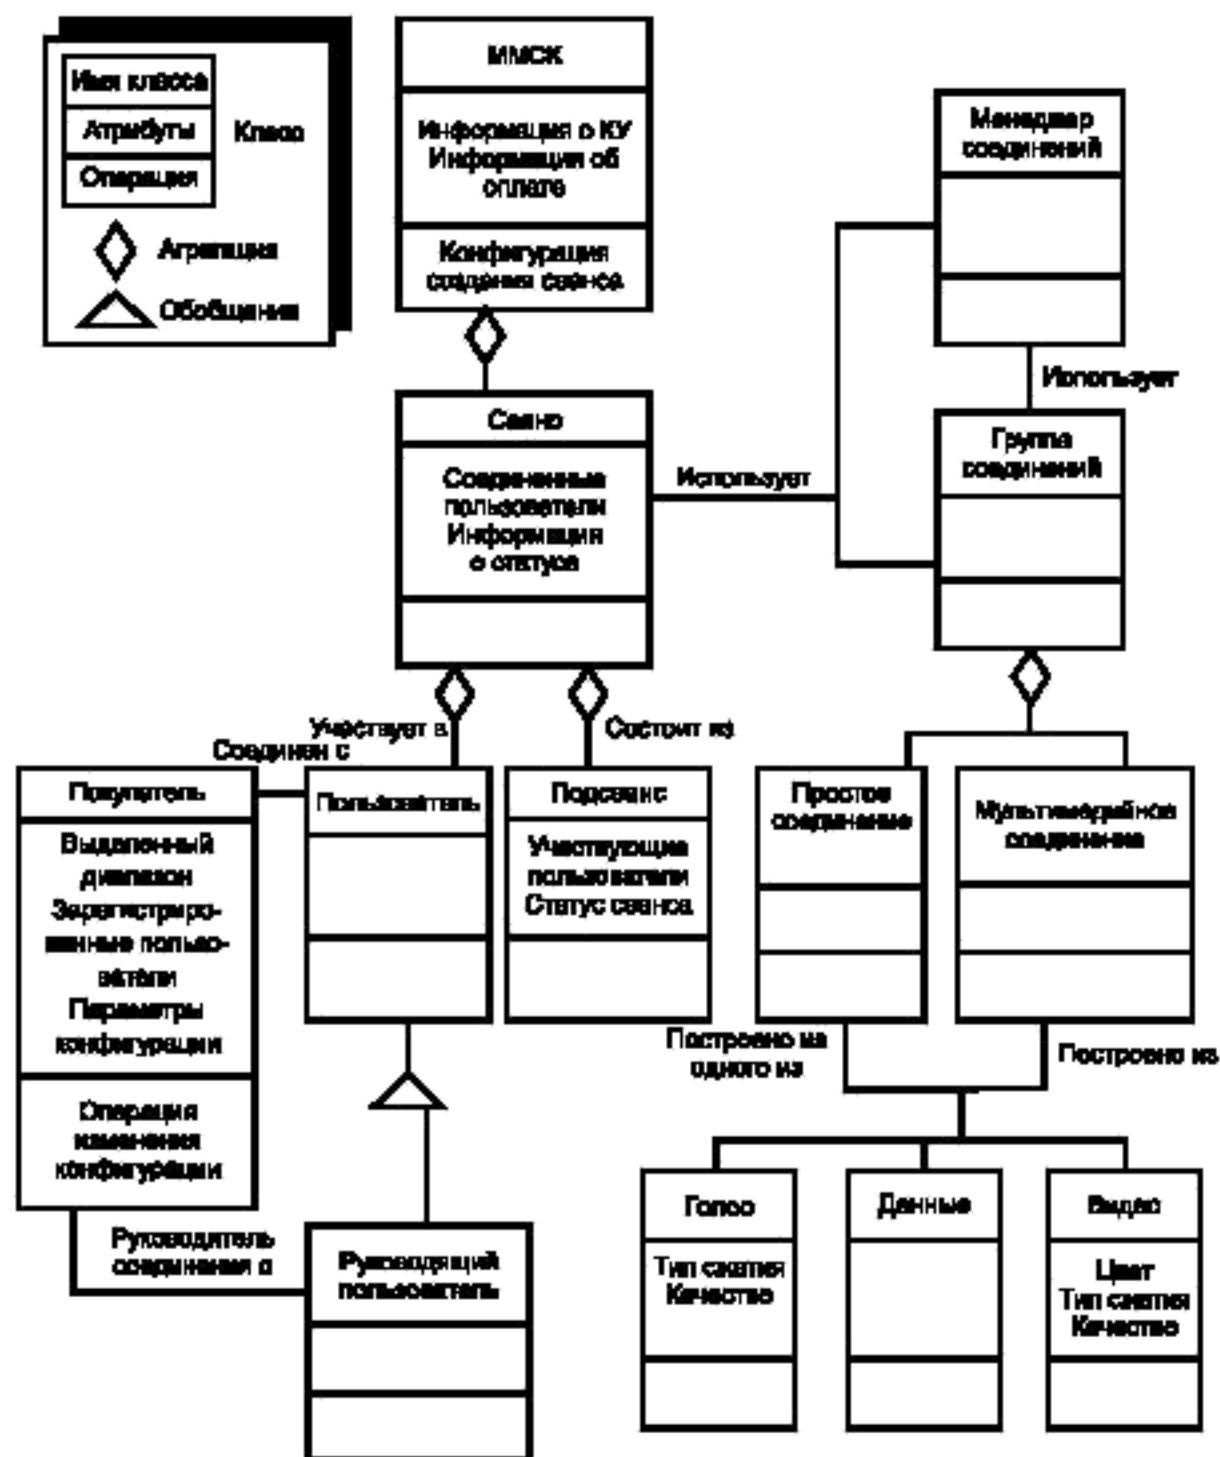 Имя класса
Атрибуты
Операция
Класс
Агрегация
Обобщение
ММСК
Информация о КУ
Информация об
оплате
Конфигурация
создания сеанса
Менеджер
соединений
Использует
Группа
соединений
Сеанс
Соединенные
пользователи
Информация
о статусе
Использует
Участвует в
Состоит из
Соединен с
Покупатель
Выделенный
диапазон
Зарегистриро-
ванные пользо-
ватели
Параметры
конфигурации
Операция
изменения
конфигурации
Пользователь
Подсеанс
Участвующие
пользователи
Статус сеанса
Простое
соединение
Мультимедийное
соединение
Построено из
одного из
Построено из
Руководитель
соединения с
Руководящий
пользователь
Голос
Тип сжатия
Качество
Данные
Видео
Цвет
Тип сжатия
Качество